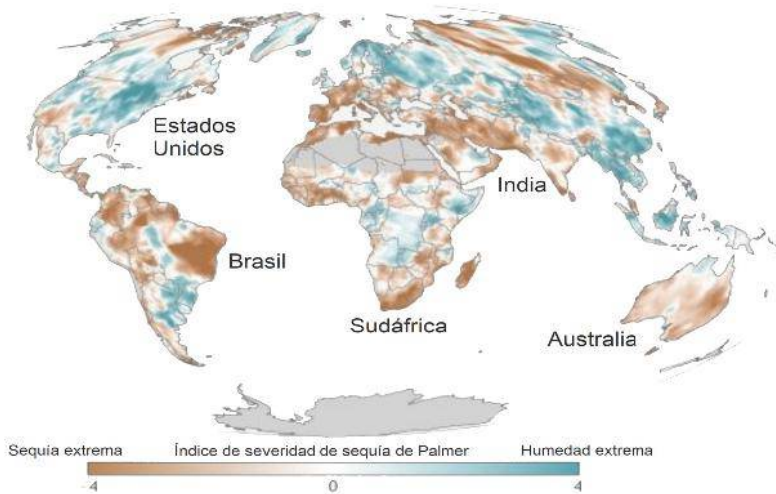 Estados
Unidos
India
Brasil
Sudáfrica
Australia
Sequía extrema Índice de severidad de sequía de Palmer Humedad extrema
-4 0 4